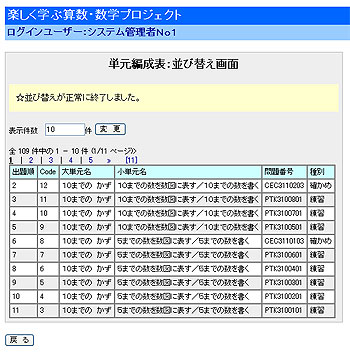 楽しく学ぶ算数・数学プロジェクト
ログインユーザー:システム管理者No1
単元編成表:並び替え画面
☆並び替えが正常に終了しました。
表示件数 10 件 変 更
全 109 件中の 1 - 10 件 (1/11 ページ)
1 | 2 | 3 | 4 | 5 » [11]
出題順 Code 大単元名 小単元名 問題番号 種別
2 12 10までの かず 10までの数を数図に表す/10までの数を書く GEC3110203 確かめ
3 11 10までの かず 10までの数を数図に表す/10までの数を書く PTK3100801 練習
4 10 10までの かず 10までの数を数図に表す/10までの数を書く PTK3100701 練習
5 9 10までの かず 10までの数を数図に表す/10までの数を書く PTK3100501 練習
6 8 10までの かず 5までの数を数図に表す/5までの数を書く GEC3110103 確かめ
7 7 10までの かず 5までの数を数図に表す/5までの数を書く PTK3100601 練習
8 6 10までの かず 5までの数を数図に表す/5までの数を書く PTK3100401 練習
9 5 10までの かず 5までの数を数図に表す/5までの数を書く PTK3100301 練習
10 4 10までの かず 5までの数を数図に表す/5までの数を書く PTK3100201 練習
11 3 10までの かず 5までの数を数図に表す/5までの数を書く PTK3100101 練習
戻 る